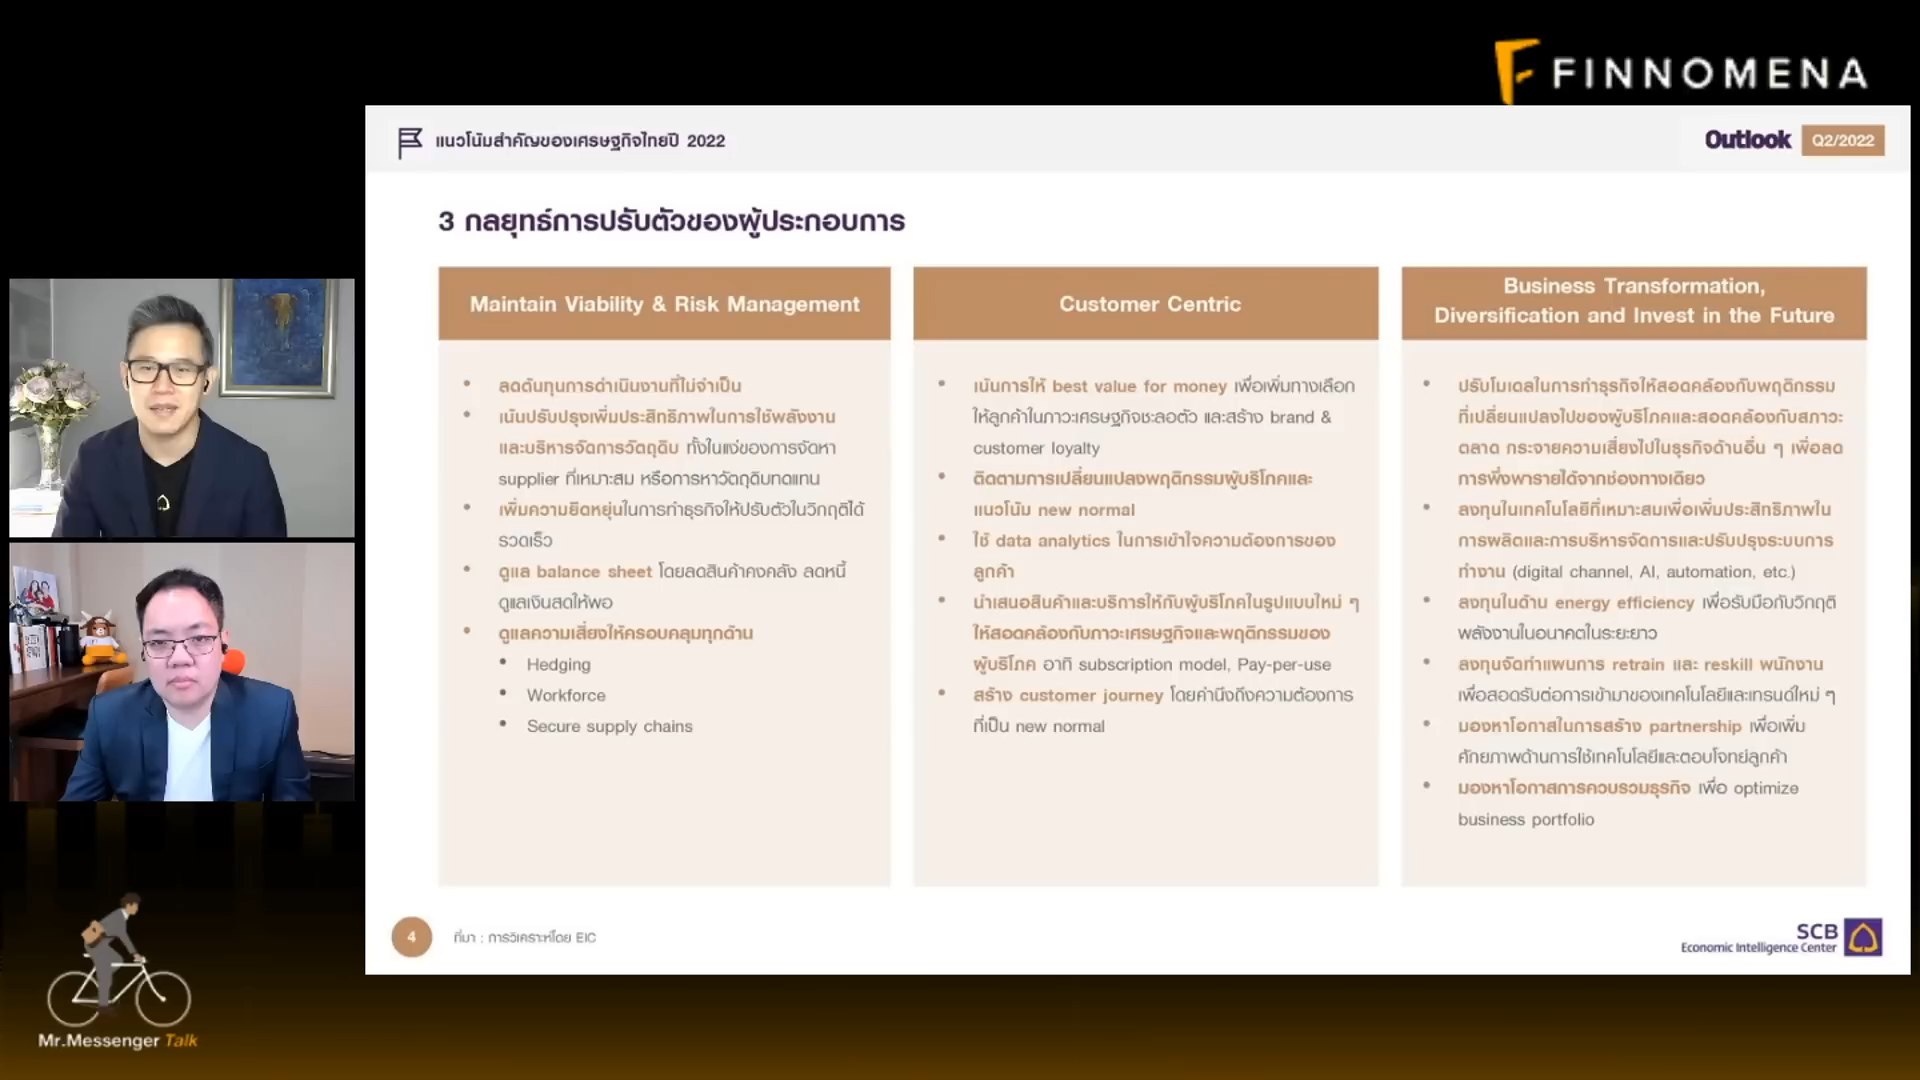 FINNOMENA
แนวโน้มสำคัญของเศรษฐกิจไทยปี 2022
Outlook Q2/2022
3 กลยุทธ์การปรับตัวของผู้ประกอบการ
Maintain Viability & Risk Management
• ลดต้นทุนการดำเนินงานที่ไม่จำเป็น
• เน้นปรับปรุงเพิ่มประสิทธิภาพในการใช้พลังงาน
และบริหารจัดการวัตถุดิบ ทั้งในแง่ของการจัดหา
supplier ที่เหมาะสม หรือการหาวัตถุดิบทดแทน
• เพิ่มความยืดหยุ่นในการทำธุรกิจให้ปรับตัวในวิกฤติได้
รวดเร็ว
• ดูแล balance sheet โดยลดสินค้าคงคลัง ลดหนี้
ดูแลเงินสดให้พอ
• ดูแลความเสี่ยงให้ครอบคลุมทุกด้าน
• Hedging
• Workforce
• Secure supply chains
Customer Centric
• เน้นการให้ best value for money เพื่อเพิ่มทางเลือก
ให้ลูกค้าในภาวะเศรษฐกิจชะลอตัว และสร้าง brand &
customer loyalty
• ติดตามการเปลี่ยนแปลงพฤติกรรมผู้บริโภคและ
แนวโน้ม new normal
• ใช้ data analytics ในการเข้าใจความต้องการของ
ลูกค้า
• นำเสนอสินค้าและบริการให้กับผู้บริโภคในรูปแบบใหม่ ๆ
ให้สอดคล้องกับภาวะเศรษฐกิจและพฤติกรรมของ
ผู้บริโภค อาทิ subscription model, Pay-per-use
• สร้าง customer journey โดยคำนึงถึงความต้องการ
ที่เป็น new normal
Business Transformation,
Diversification and Invest in the Future
• ปรับโมเดลในการทำธุรกิจให้สอดคล้องกับพฤติกรรม
ที่เปลี่ยนแปลงไปของผู้บริโภคและสอดคล้องกับสภาวะ
ตลาด กระจายความเสี่ยงไปในธุรกิจด้านอื่น ๆ เพื่อลด
การพึ่งพารายได้จากช่องทางเดียว
• ลงทุนในเทคโนโลยีที่เหมาะสมเพื่อเพิ่มประสิทธิภาพใน
การผลิตและการบริหารจัดการและปรับปรุงระบบการ
ทำงาน (digital channel, AI, automation, etc.)
• ลงทุนในด้าน energy efficiency เพื่อรับมือกับวิกฤติ
พลังงานในอนาคตในระยะยาว
• ลงทุนจัดทำแผนการ retrain และ reskill พนักงาน
เพื่อสอดรับต่อการเข้ามาของเทคโนโลยีและเทรนด์ใหม่ ๆ
• มองหาโอกาสในการสร้าง partnership เพื่อเพิ่ม
ศักยภาพด้านการใช้เทคโนโลยีและตอบโจทย์ลูกค้า
• มองหาโอกาสการควบรวมธุรกิจ เพื่อ optimize
business portfolio
4
ที่มา : การวิเคราะห์โดย EIC
SCB
Economic Intelligence Center
Mr.Messenger Talk